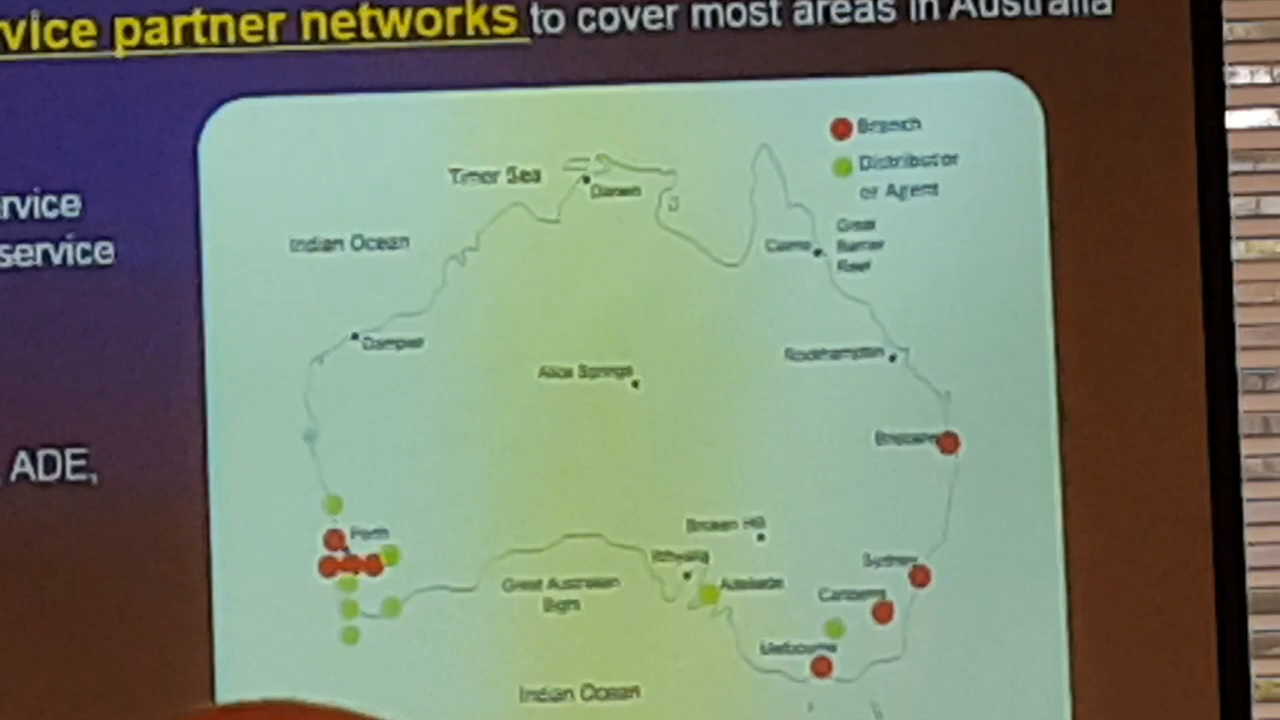 vice partner networks to cover most areas in Australia
rvice
service
ADE,
Branch
Distributor
or Agent
Timor Sea
Darwen
Indian Ocean
Cairns
Great
Barrier
Reef
Dampier
Rockhampton
Alice Springs
Brisbane
Perth
Broken Hill
Whyalla
Sydney
Great Australian
Bight
Adelaide
Canberra
Melbourne
Indian Ocean